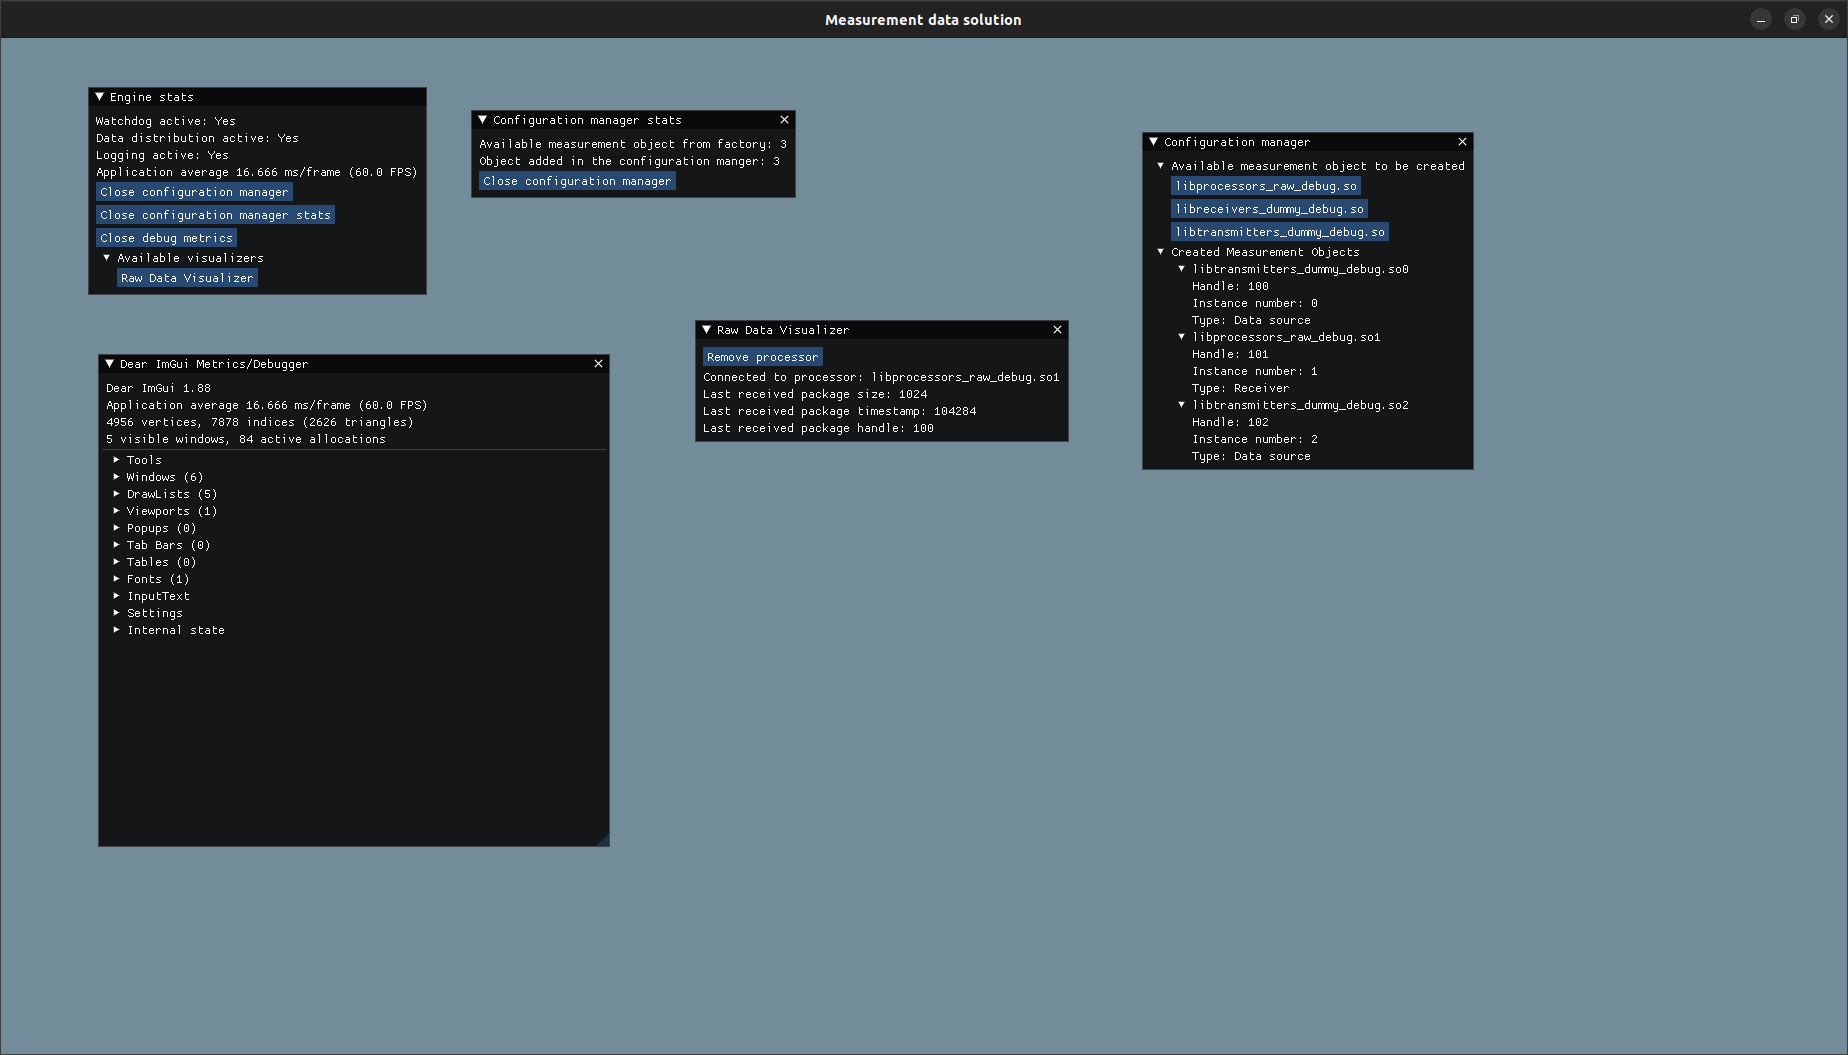 Measurement data solution
Engine stats
Watchdog active: Yes
Data distribution active: Yes
Logging active: Yes
Application average 16.666 ms/frame (60.0 FPS)
Close configuration manager
Close configuration manager stats
Close debug metrics
Available visualizers
Raw Data Visualizer
Configuration manager stats
Available measurement object from factory: 3
Object added in the configuration manger: 3
Close configuration manager
Configuration manager
Available measurement object to be created
libprocessors_raw_debug.so
libreceivers_dummy_debug.so
libtransmitters_dummy_debug.so
Created Measurement Objects
libtransmitters_dummy_debug.so0
Handle: 100
Instance number: 0
Type: Data source
libprocessors_raw_debug.so1
Handle: 101
Instance number: 1
Type: Receiver
libtransmitters_dummy_debug.so2
Handle: 102
Instance number: 2
Type: Data source
Raw Data Visualizer
Remove processor
Connected to processor: libprocessors_raw_debug.so1
Last received package size: 1024
Last received package timestamp: 104284
Last received package handle: 100
Dear ImGui Metrics/Debugger
Dear ImGui 1.88
Application average 16.666 ms/frame (60.0 FPS)
4956 vertices, 7878 indices (2626 triangles)
5 visible windows, 84 active allocations
Tools
Windows (6)
DrawLists (5)
Viewports (1)
Popups (0)
Tab Bars (0)
Tables (0)
Fonts (1)
InputText
Settings
Internal state